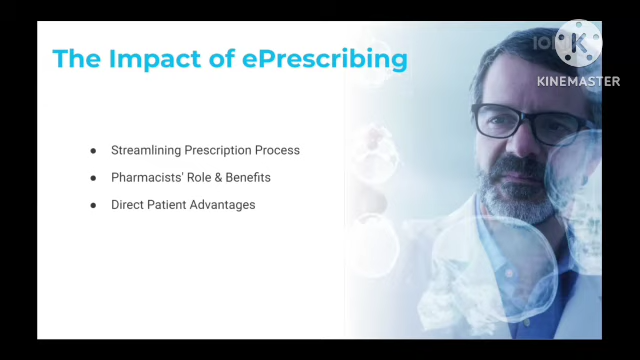 The Impact of ePrescribing
KINEMASTER
• Streamlining Prescription Process
• Pharmacists' Role & Benefits
• Direct Patient Advantages